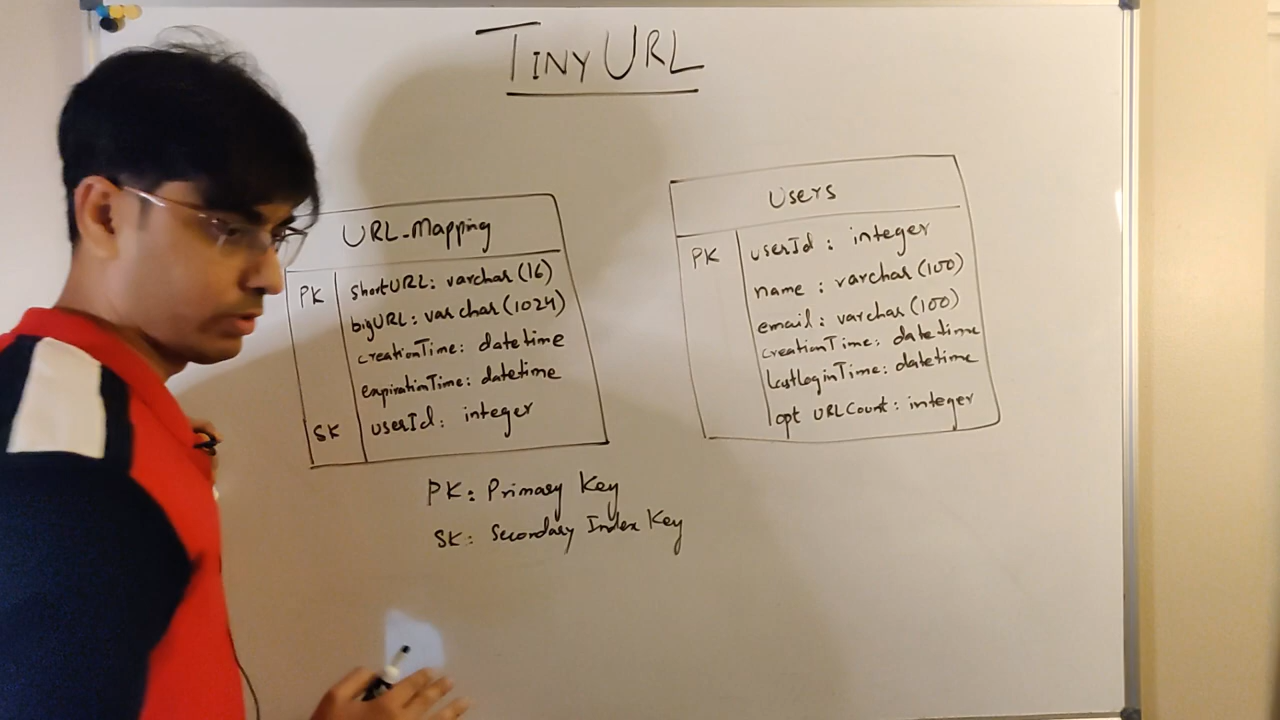 TINYURL
URL_Mapping
PK shortURL: varchar (16)
bigURL: varchar (1024)
creationTime: datetime
expirationTime: datetime
SK userId: integer
Users
PK userId: integer
name: varchar (100)
email: varchar (100)
creationTime: datetime
lastLoginTime: datetime
opt URLCount: integer
PK: Primary Key
SK: Secondary Index Key